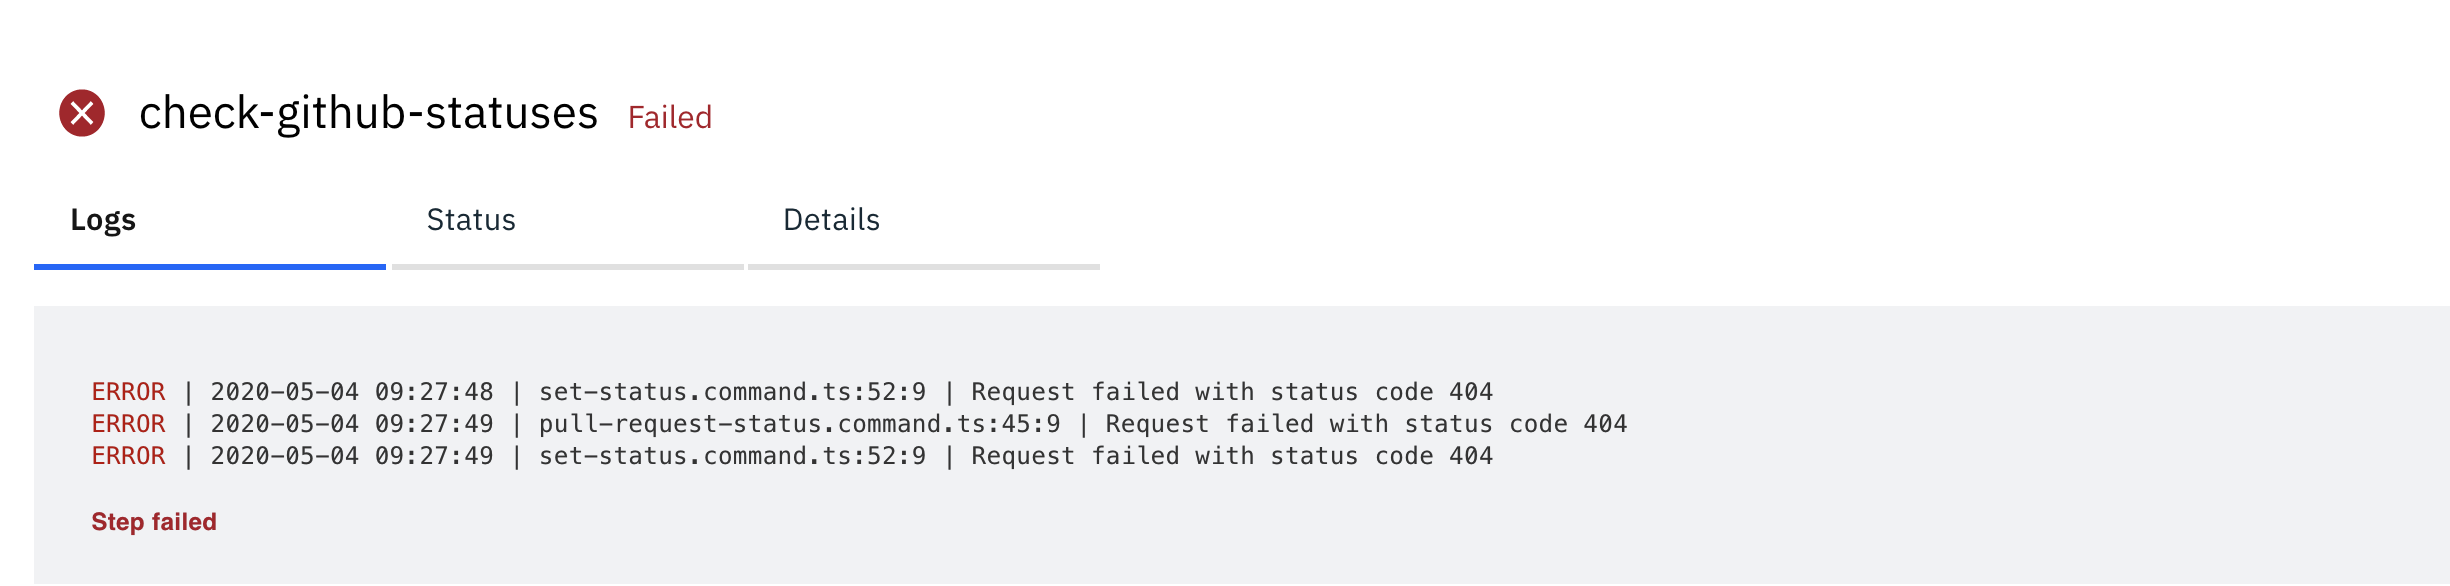 check-github-statuses Failed
Logs Status Details
ERROR | 2020-05-04 09:27:48 | set-status.command.ts:52:9 | Request failed with status code 404
ERROR | 2020-05-04 09:27:49 | pull-request-status.command.ts:45:9 | Request failed with status code 404
ERROR | 2020-05-04 09:27:49 | set-status.command.ts:52:9 | Request failed with status code 404
Step failed